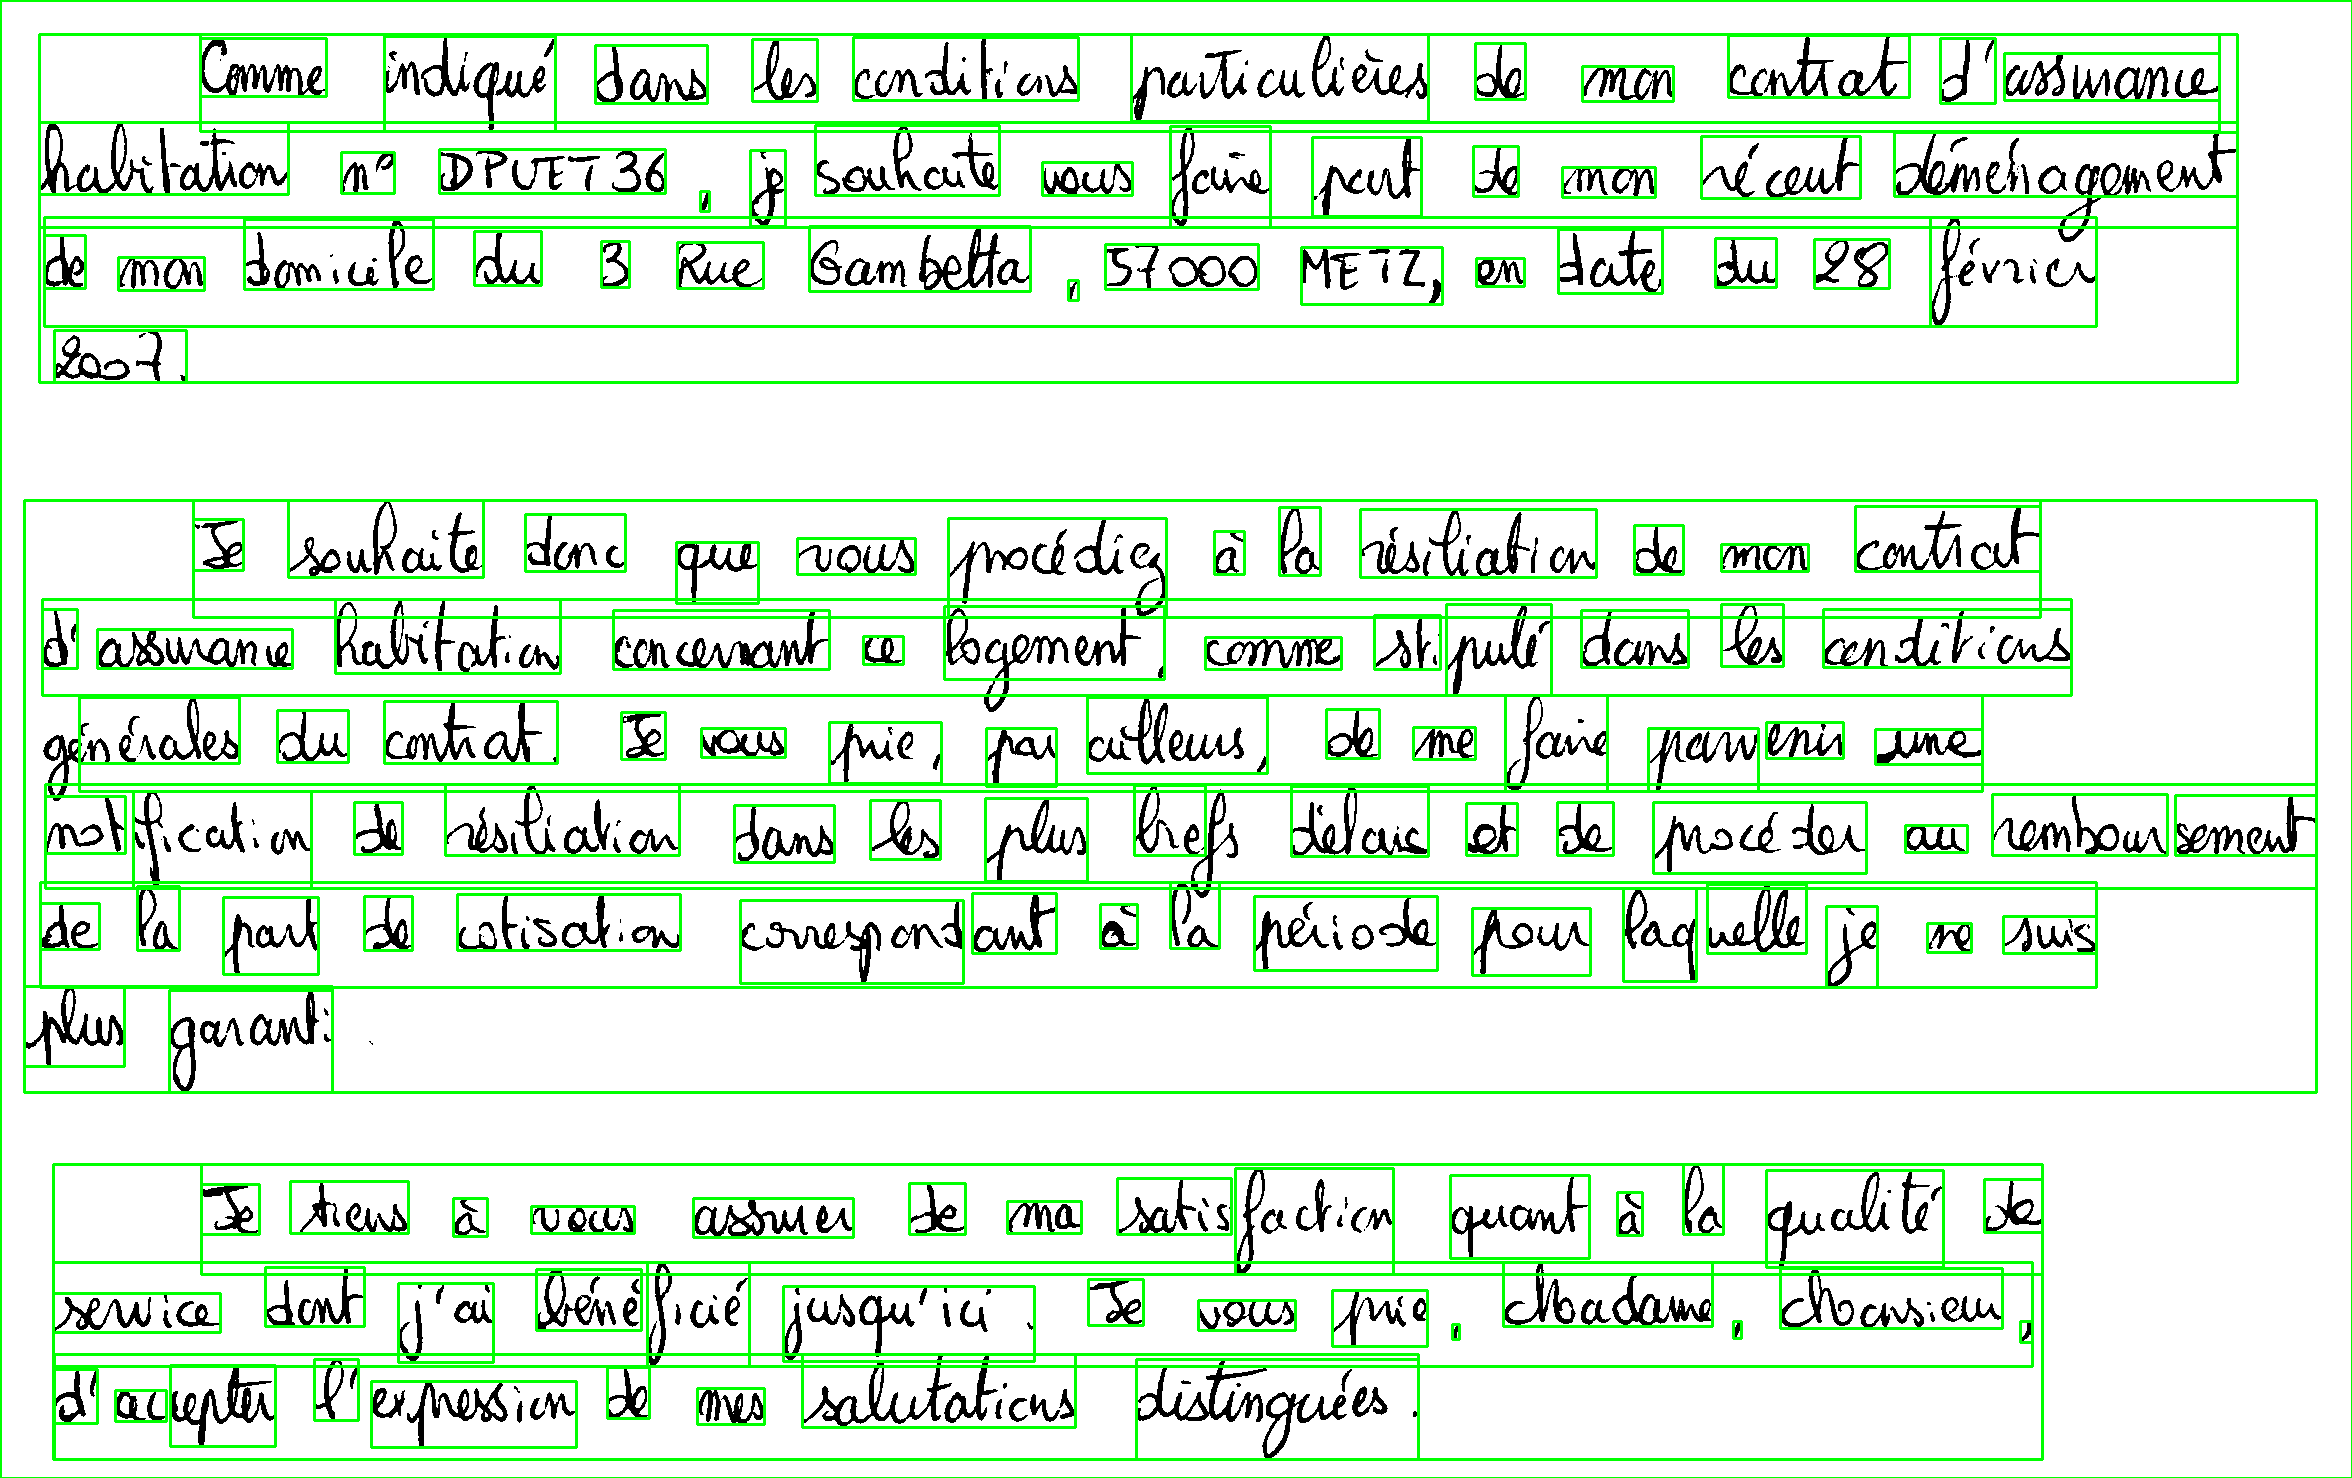 Comme indiqué dans les conditions particulières de mon contrat d'assurance
habitation n° DPUET36, je souhaite vous faire part de mon récent déménagement
de mon domicile du 3 Rue Gambetta, 57000 METZ, en date du 28 février
2007.
Je souhaite donc que vous procédiez à la résiliation de mon contrat
d'assurance habitation concernant ce logement, comme stipulé dans les conditions
générales du contrat. Je vous prie, par ailleurs, de me faire parvenir une
notification de résiliation dans les plus brefs délais et de procéder au remboursement
de la part de cotisation correspondant à la période pour laquelle je ne suis
plus garanti.
Je tiens à vous assurer de ma satisfaction quant à la qualité de
service dont j'ai bénéficié jusqu'ici. Je vous prie, Madame, Monsieur,
d'accepter l'expression de mes salutations distinguées.